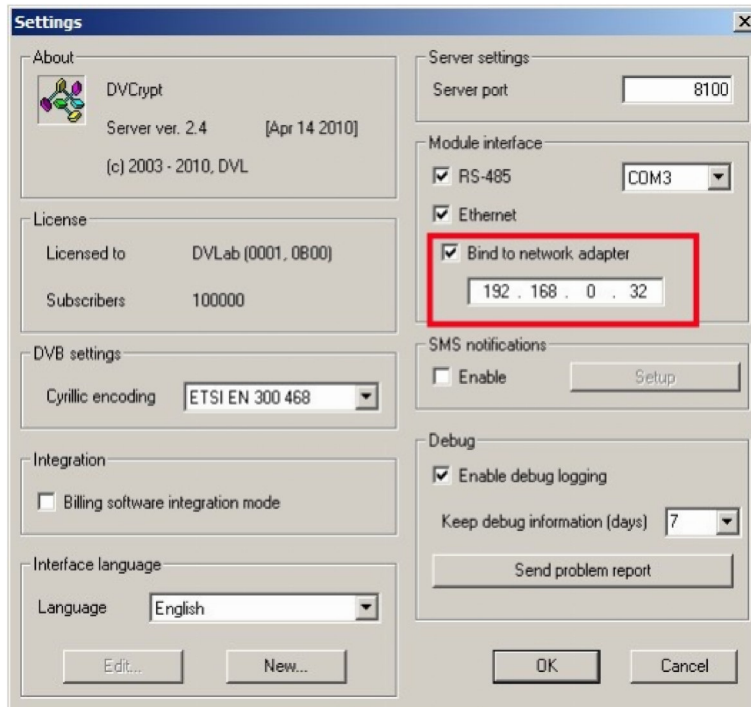 Settings
About
DVCrypt
Server ver. 2.4 [Apr 14 2010]
(c) 2003 - 2010, DVL
License
Licensed to DVLab (0001, 0B00)
Subscribers 100000
DVB settings
Cyrillic encoding ETSI EN 300 468
Integration
Billing software integration mode
Interface language
Language English
Edit... New...
Server settings
Server port 8100
Module interface
RS-485 COM3
Ethernet
Bind to network adapter
192 . 168 . 0 . 32
SMS notifications
Enable Setup
Debug
Enable debug logging
Keep debug information (days) 7
Send problem report
OK Cancel